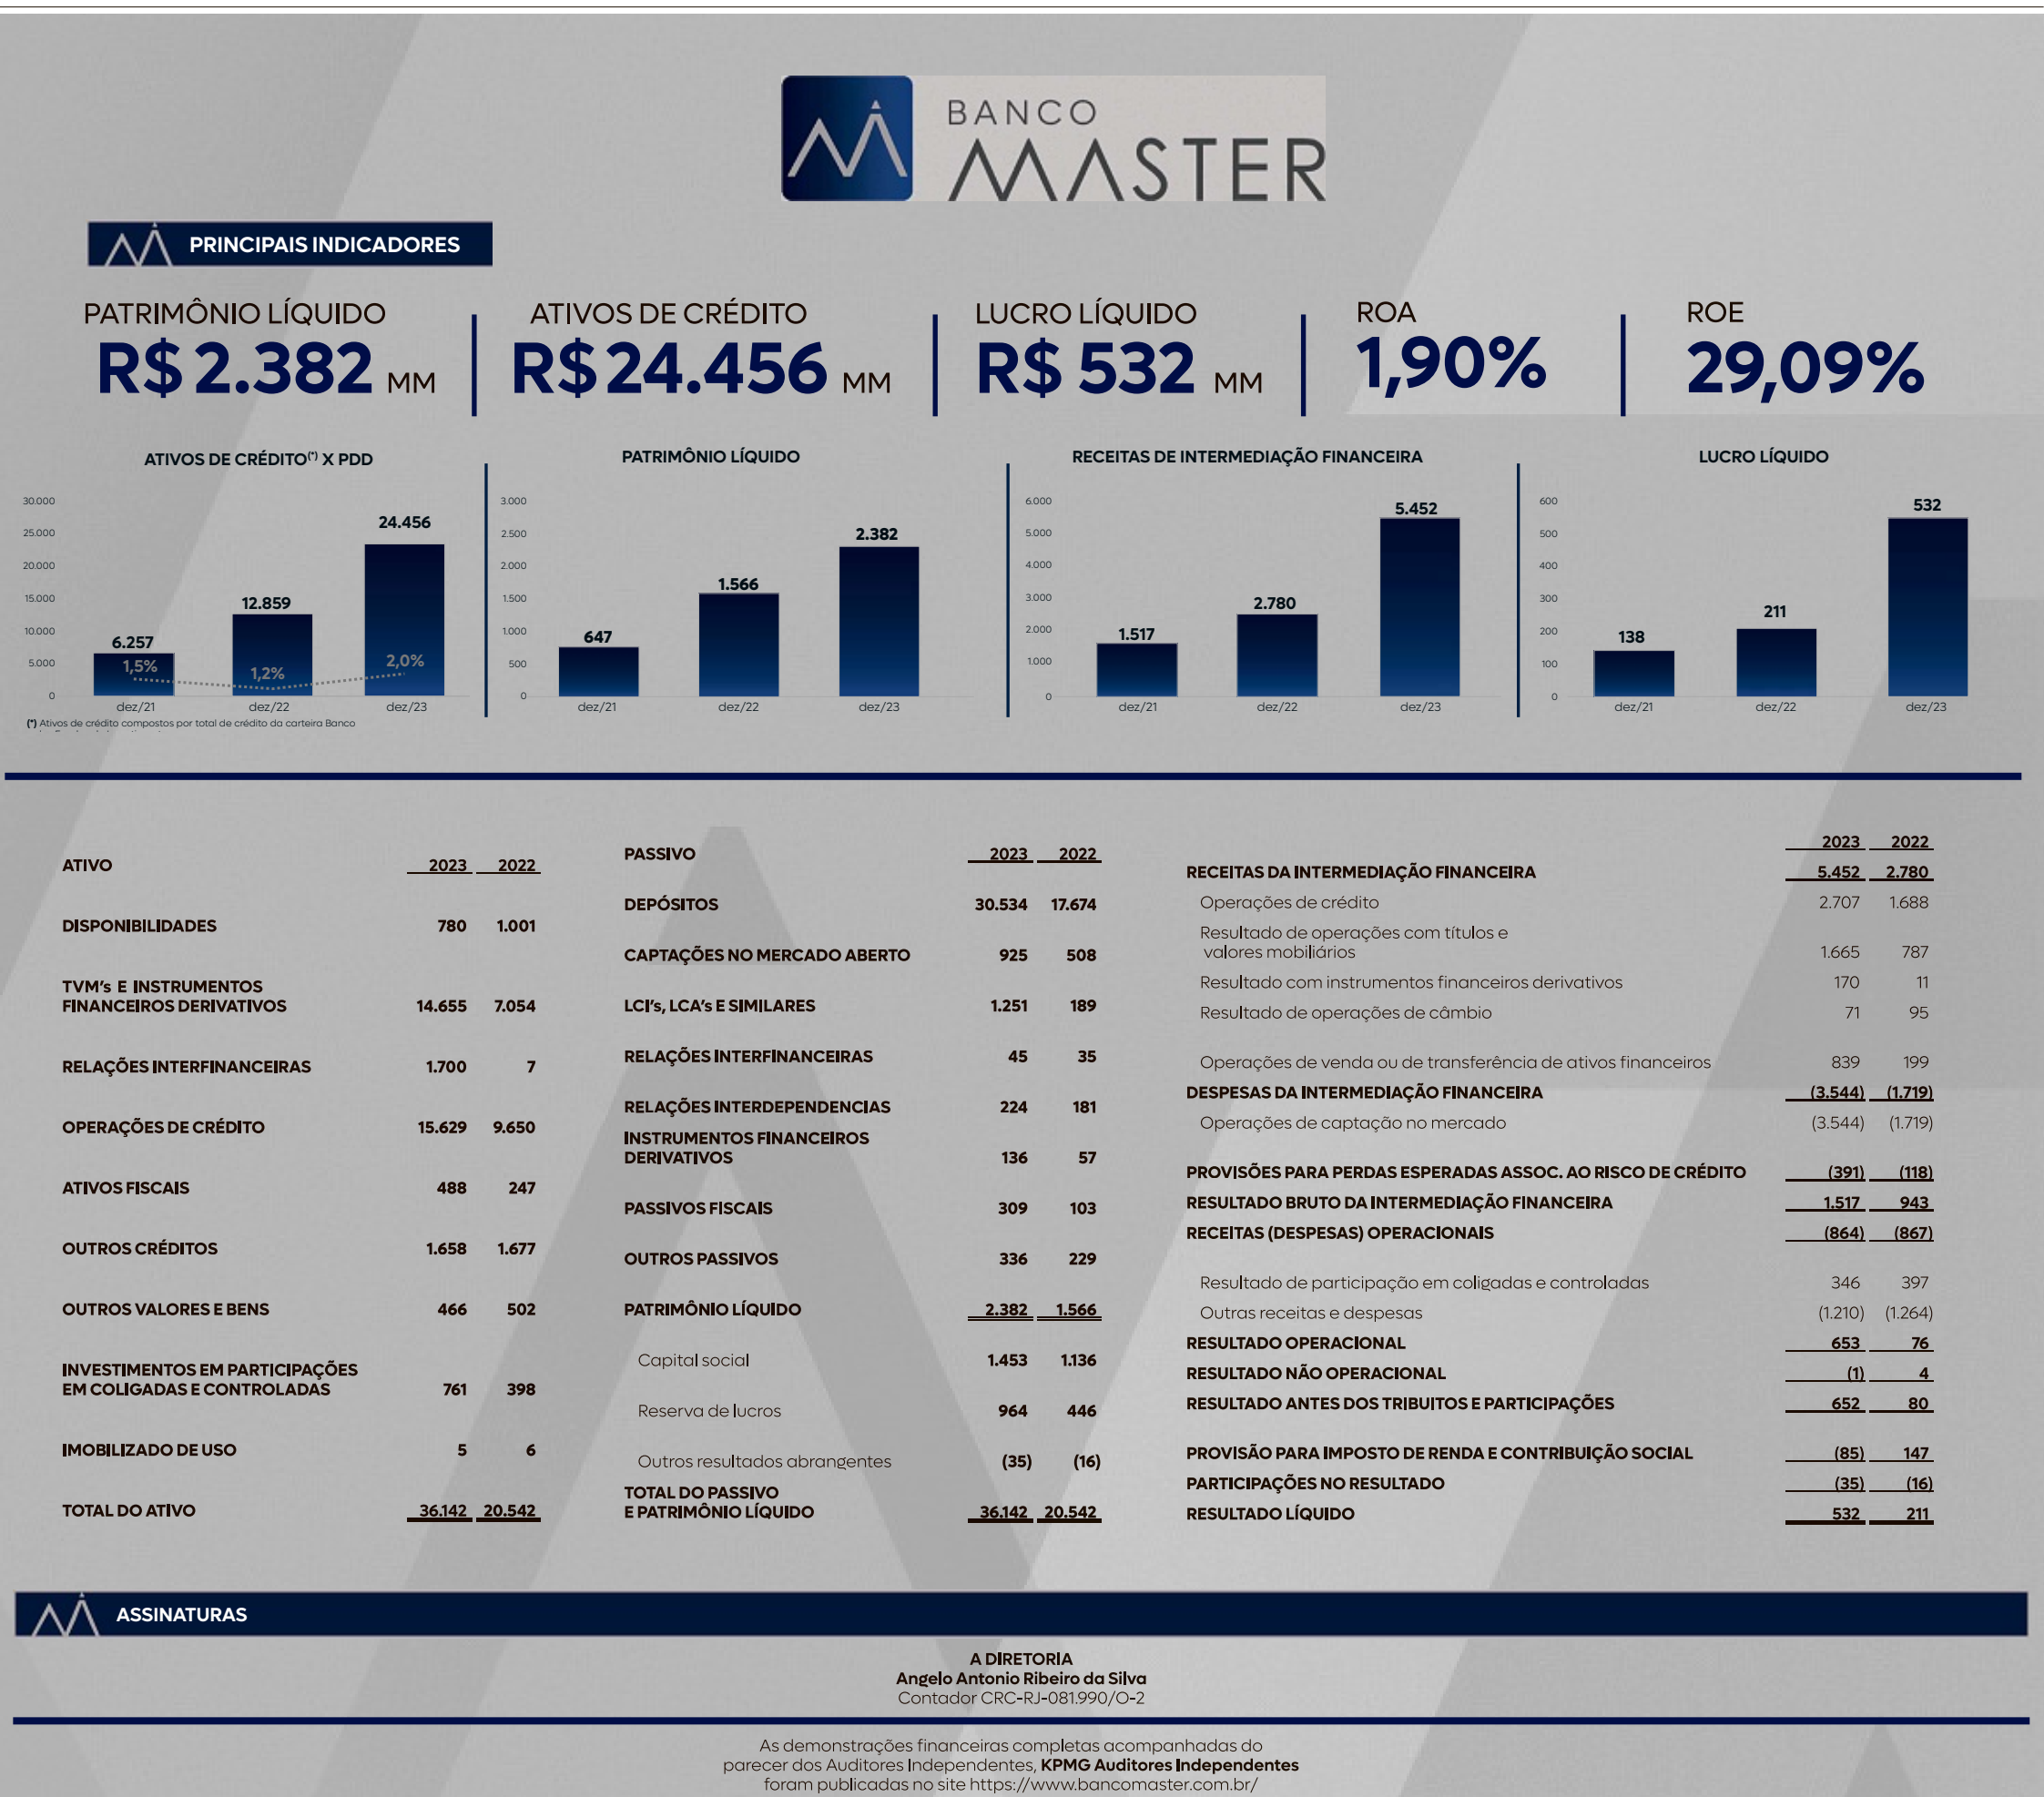 BANCO
MASTER
PRINCIPAIS INDICADORES
PATRIMÔNIO LÍQUIDO
R$ 2.382 MM
ATIVOS DE CRÉDITO
R$ 24.456 MM
LUCRO LÍQUIDO
R$ 532 MM
ROA
1,90%
ROE
29,09%
ATIVOS DE CRÉDITO(*) X PDD
30.000
25.000
20.000
15.000
10.000
5.000
0
6.257
12.859
24.456
1,5%
1,2%
2,0%
dez/21 dez/22 dez/23
(*) Ativos de crédito compostos por total de crédito da carteira Banco
PATRIMÔNIO LÍQUIDO
3.000
2.500
2.000
1.500
1.000
500
0
647
1.566
2.382
dez/21 dez/22 dez/23
RECEITAS DE INTERMEDIAÇÃO FINANCEIRA
6.000
5.000
4.000
3.000
2.000
1.000
0
1.517
2.780
5.452
dez/21 dez/22 dez/23
LUCRO LÍQUIDO
600
500
400
300
200
100
0
138
211
532
dez/21 dez/22 dez/23
ATIVO 2023 2022
DISPONIBILIDADES 780 1.001
TVM's E INSTRUMENTOS
FINANCEIROS DERIVATIVOS 14.655 7.054
RELAÇÕES INTERFINANCEIRAS 1.700 7
OPERAÇÕES DE CRÉDITO 15.629 9.650
ATIVOS FISCAIS 488 247
OUTROS CRÉDITOS 1.658 1.677
OUTROS VALORES E BENS 466 502
INVESTIMENTOS EM PARTICIPAÇÕES
EM COLIGADAS E CONTROLADAS 761 398
IMOBILIZADO DE USO 5 6
TOTAL DO ATIVO 36.142 20.542
PASSIVO 2023 2022
DEPÓSITOS 30.534 17.674
CAPTAÇÕES NO MERCADO ABERTO 925 508
LCI's, LCA's E SIMILARES 1.251 189
RELAÇÕES INTERFINANCEIRAS 45 35
RELAÇÕES INTERDEPENDENCIAS 224 181
INSTRUMENTOS FINANCEIROS
DERIVATIVOS 136 57
PASSIVOS FISCAIS 309 103
OUTROS PASSIVOS 336 229
PATRIMÔNIO LÍQUIDO 2.382 1.566
Capital social 1.453 1.136
Reserva de lucros 964 446
Outros resultados abrangentes (35) (16)
TOTAL DO PASSIVO
E PATRIMÔNIO LÍQUIDO 36.142 20.542
2023 2022
RECEITAS DA INTERMEDIAÇÃO FINANCEIRA 5.452 2.780
Operações de crédito 2.707 1.688
Resultado de operações com títulos e
valores mobiliários 1.665 787
Resultado com instrumentos financeiros derivativos 170 11
Resultado de operações de câmbio 71 95
Operações de venda ou de transferência de ativos financeiros 839 199
DESPESAS DA INTERMEDIAÇÃO FINANCEIRA (3.544) (1.719)
Operações de captação no mercado (3.544) (1.719)
PROVISÕES PARA PERDAS ESPERADAS ASSOC. AO RISCO DE CRÉDITO (391) (118)
RESULTADO BRUTO DA INTERMEDIAÇÃO FINANCEIRA 1.517 943
RECEITAS (DESPESAS) OPERACIONAIS (864) (867)
Resultado de participação em coligadas e controladas 346 397
Outras receitas e despesas (1.210) (1.264)
RESULTADO OPERACIONAL 653 76
RESULTADO NÃO OPERACIONAL (1) 4
RESULTADO ANTES DOS TRIBUITOS E PARTICIPAÇÕES 652 80
PROVISÃO PARA IMPOSTO DE RENDA E CONTRIBUIÇÃO SOCIAL (85) 147
PARTICIPAÇÕES NO RESULTADO (35) (16)
RESULTADO LÍQUIDO 532 211
ASSINATURAS
A DIRETORIA
Angelo Antonio Ribeiro da Silva
Contador CRC-RJ-081.990/O-2
As demonstrações financeiras completas acompanhadas do
parecer dos Auditores Independentes, KPMG Auditores Independentes
foram publicadas no site https://www.bancomaster.com.br/